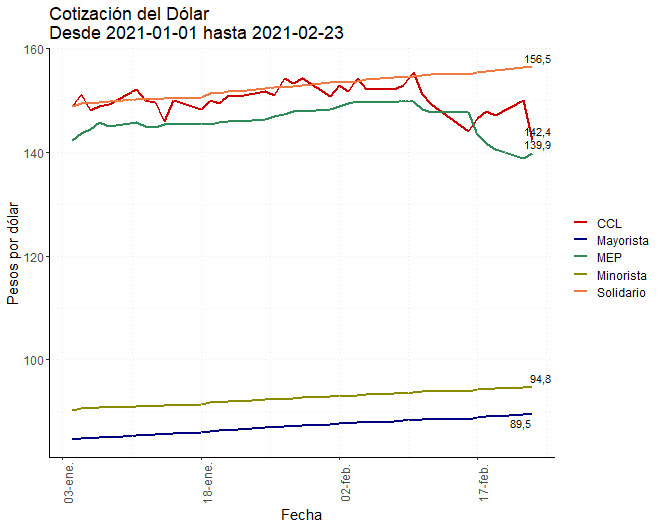 Cotización del Dólar
Desde 2021-01-01 hasta 2021-02-23
Pesos por dólar
160
140
120
100
156,5
142,4
139,9
94,8
89,5
03-ene.
18-ene.
02-feb.
17-feb.
Fecha
CCL
Mayorista
MEP
Minorista
Solidario